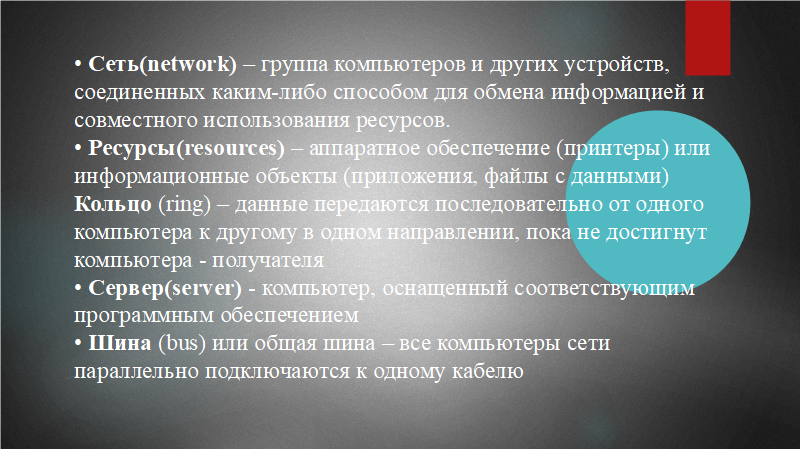 • Сеть(network) – группа компьютеров и других устройств,
соединенных каким-либо способом для обмена информацией и
совместного использования ресурсов.
• Ресурсы(resources) – аппаратное обеспечение (принтеры) или
информационные объекты (приложения, файлы с данными)
Кольцо (ring) – данные передаются последовательно от одного
компьютера к другому в одном направлении, пока не достигнут
компьютера - получателя
• Сервер(server) - компьютер, оснащенный соответствующим
программным обеспечением
• Шина (bus) или общая шина – все компьютеры сети
параллельно подключаются к одному кабелю